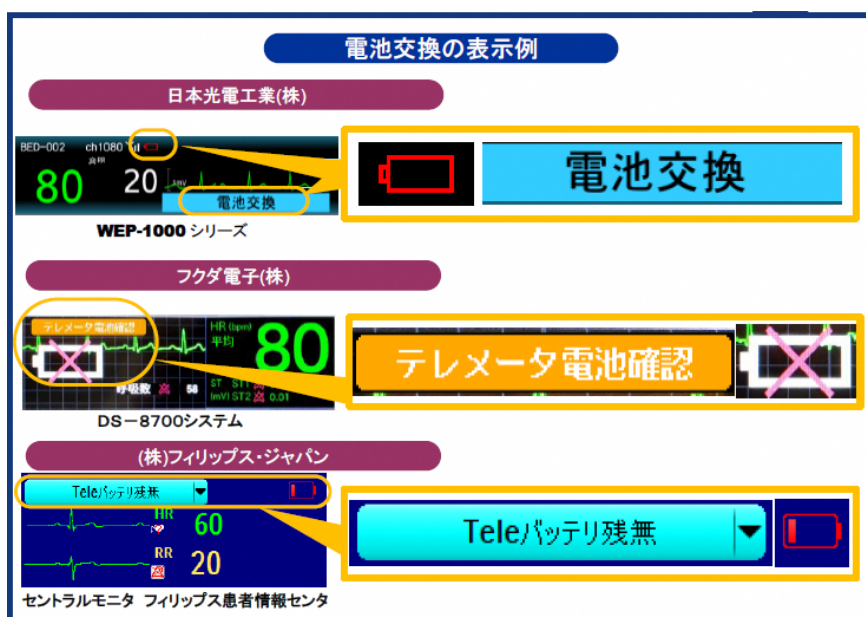 電池交換の表示例
日本光電工業(株)
BED-002 ch1080
80 20
電池交換
電池交換
WEP-1000 シリーズ
フクダ電子(株)
テレメータ電池確認
HR (bpm)
平均
80
呼吸数 58
ST ST1
(mV) ST2 0.01
テレメータ電池確認
DS-8700システム
(株)フィリップス・ジャパン
Teleバッテリ残無
HR
60
RR
20
Teleバッテリ残無
セントラルモニタ フィリップス患者情報センタ